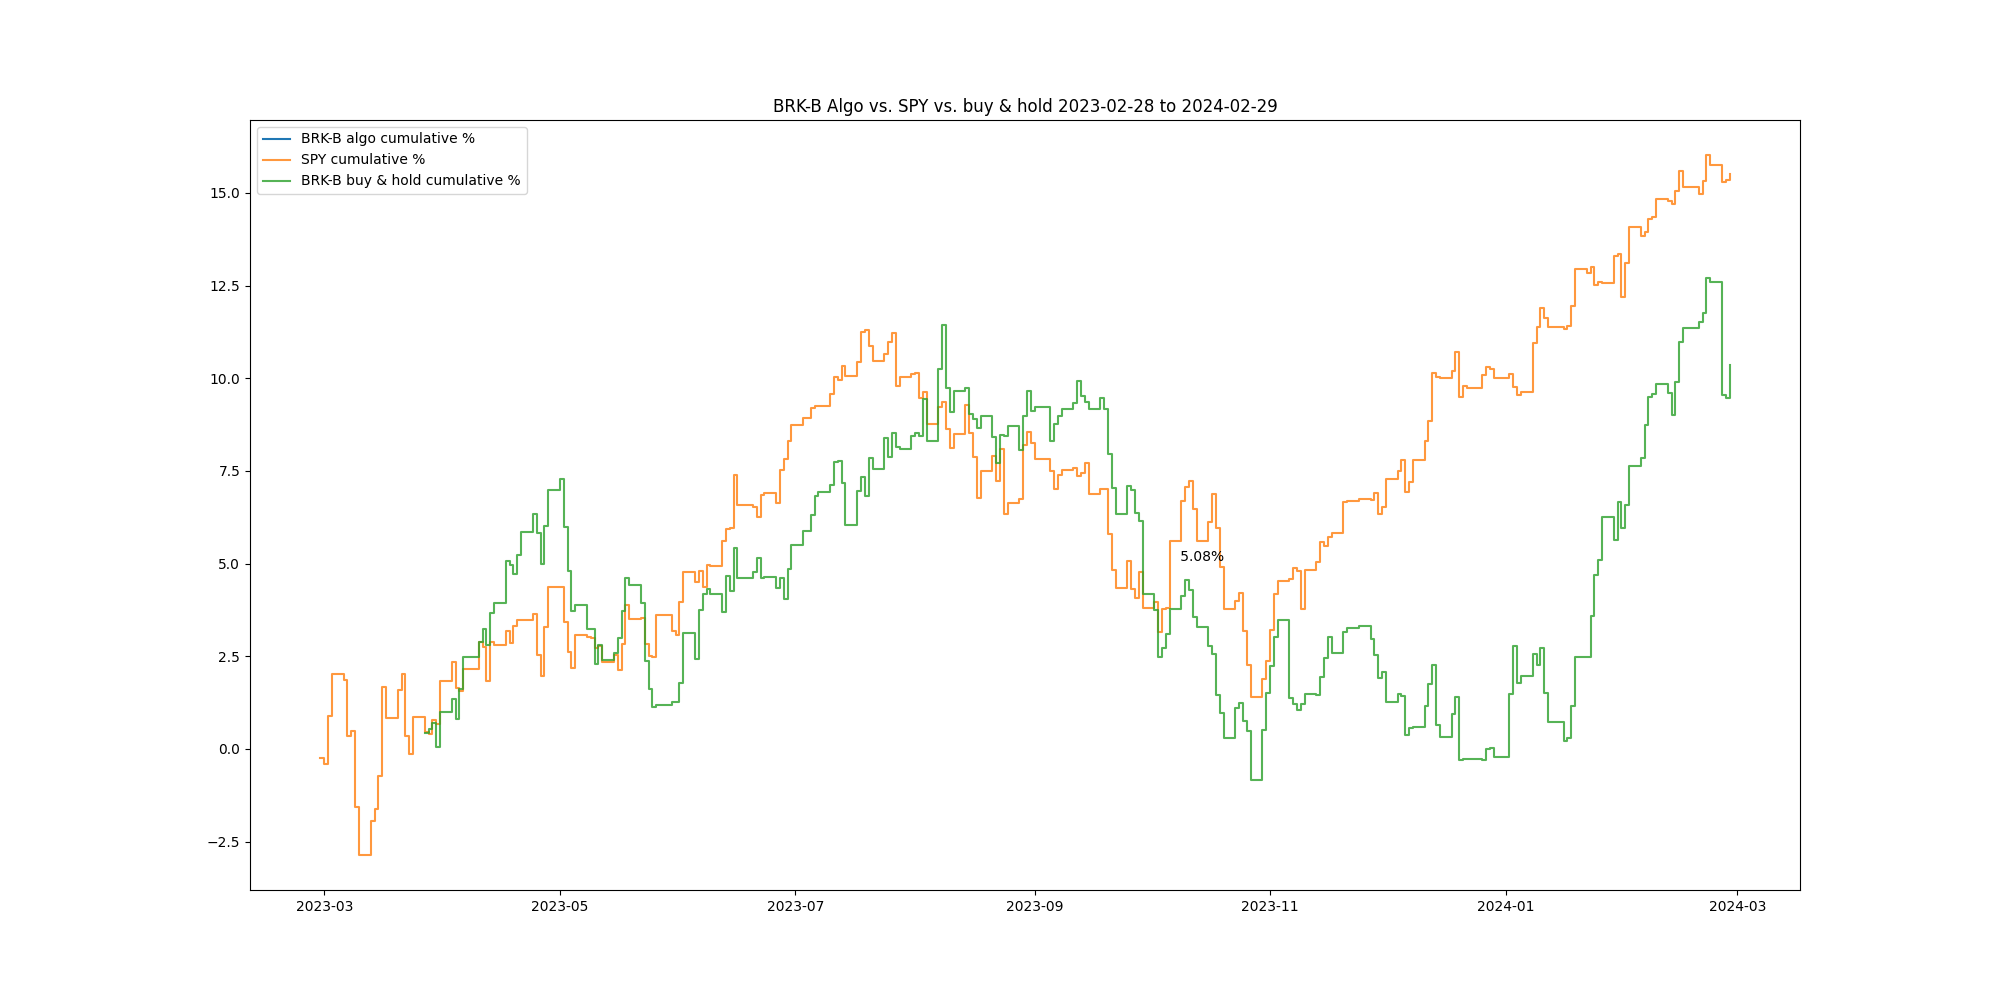 BRK-B Algo vs. SPY vs. buy & hold 2023-02-28 to 2024-02-29
BRK-B algo cumulative %
SPY cumulative %
BRK-B buy & hold cumulative %
15.0
12.5
10.0
7.5
5.0
2.5
0.0
−2.5
5.08%
2023-03 2023-05 2023-07 2023-09 2023-11 2024-01 2024-03